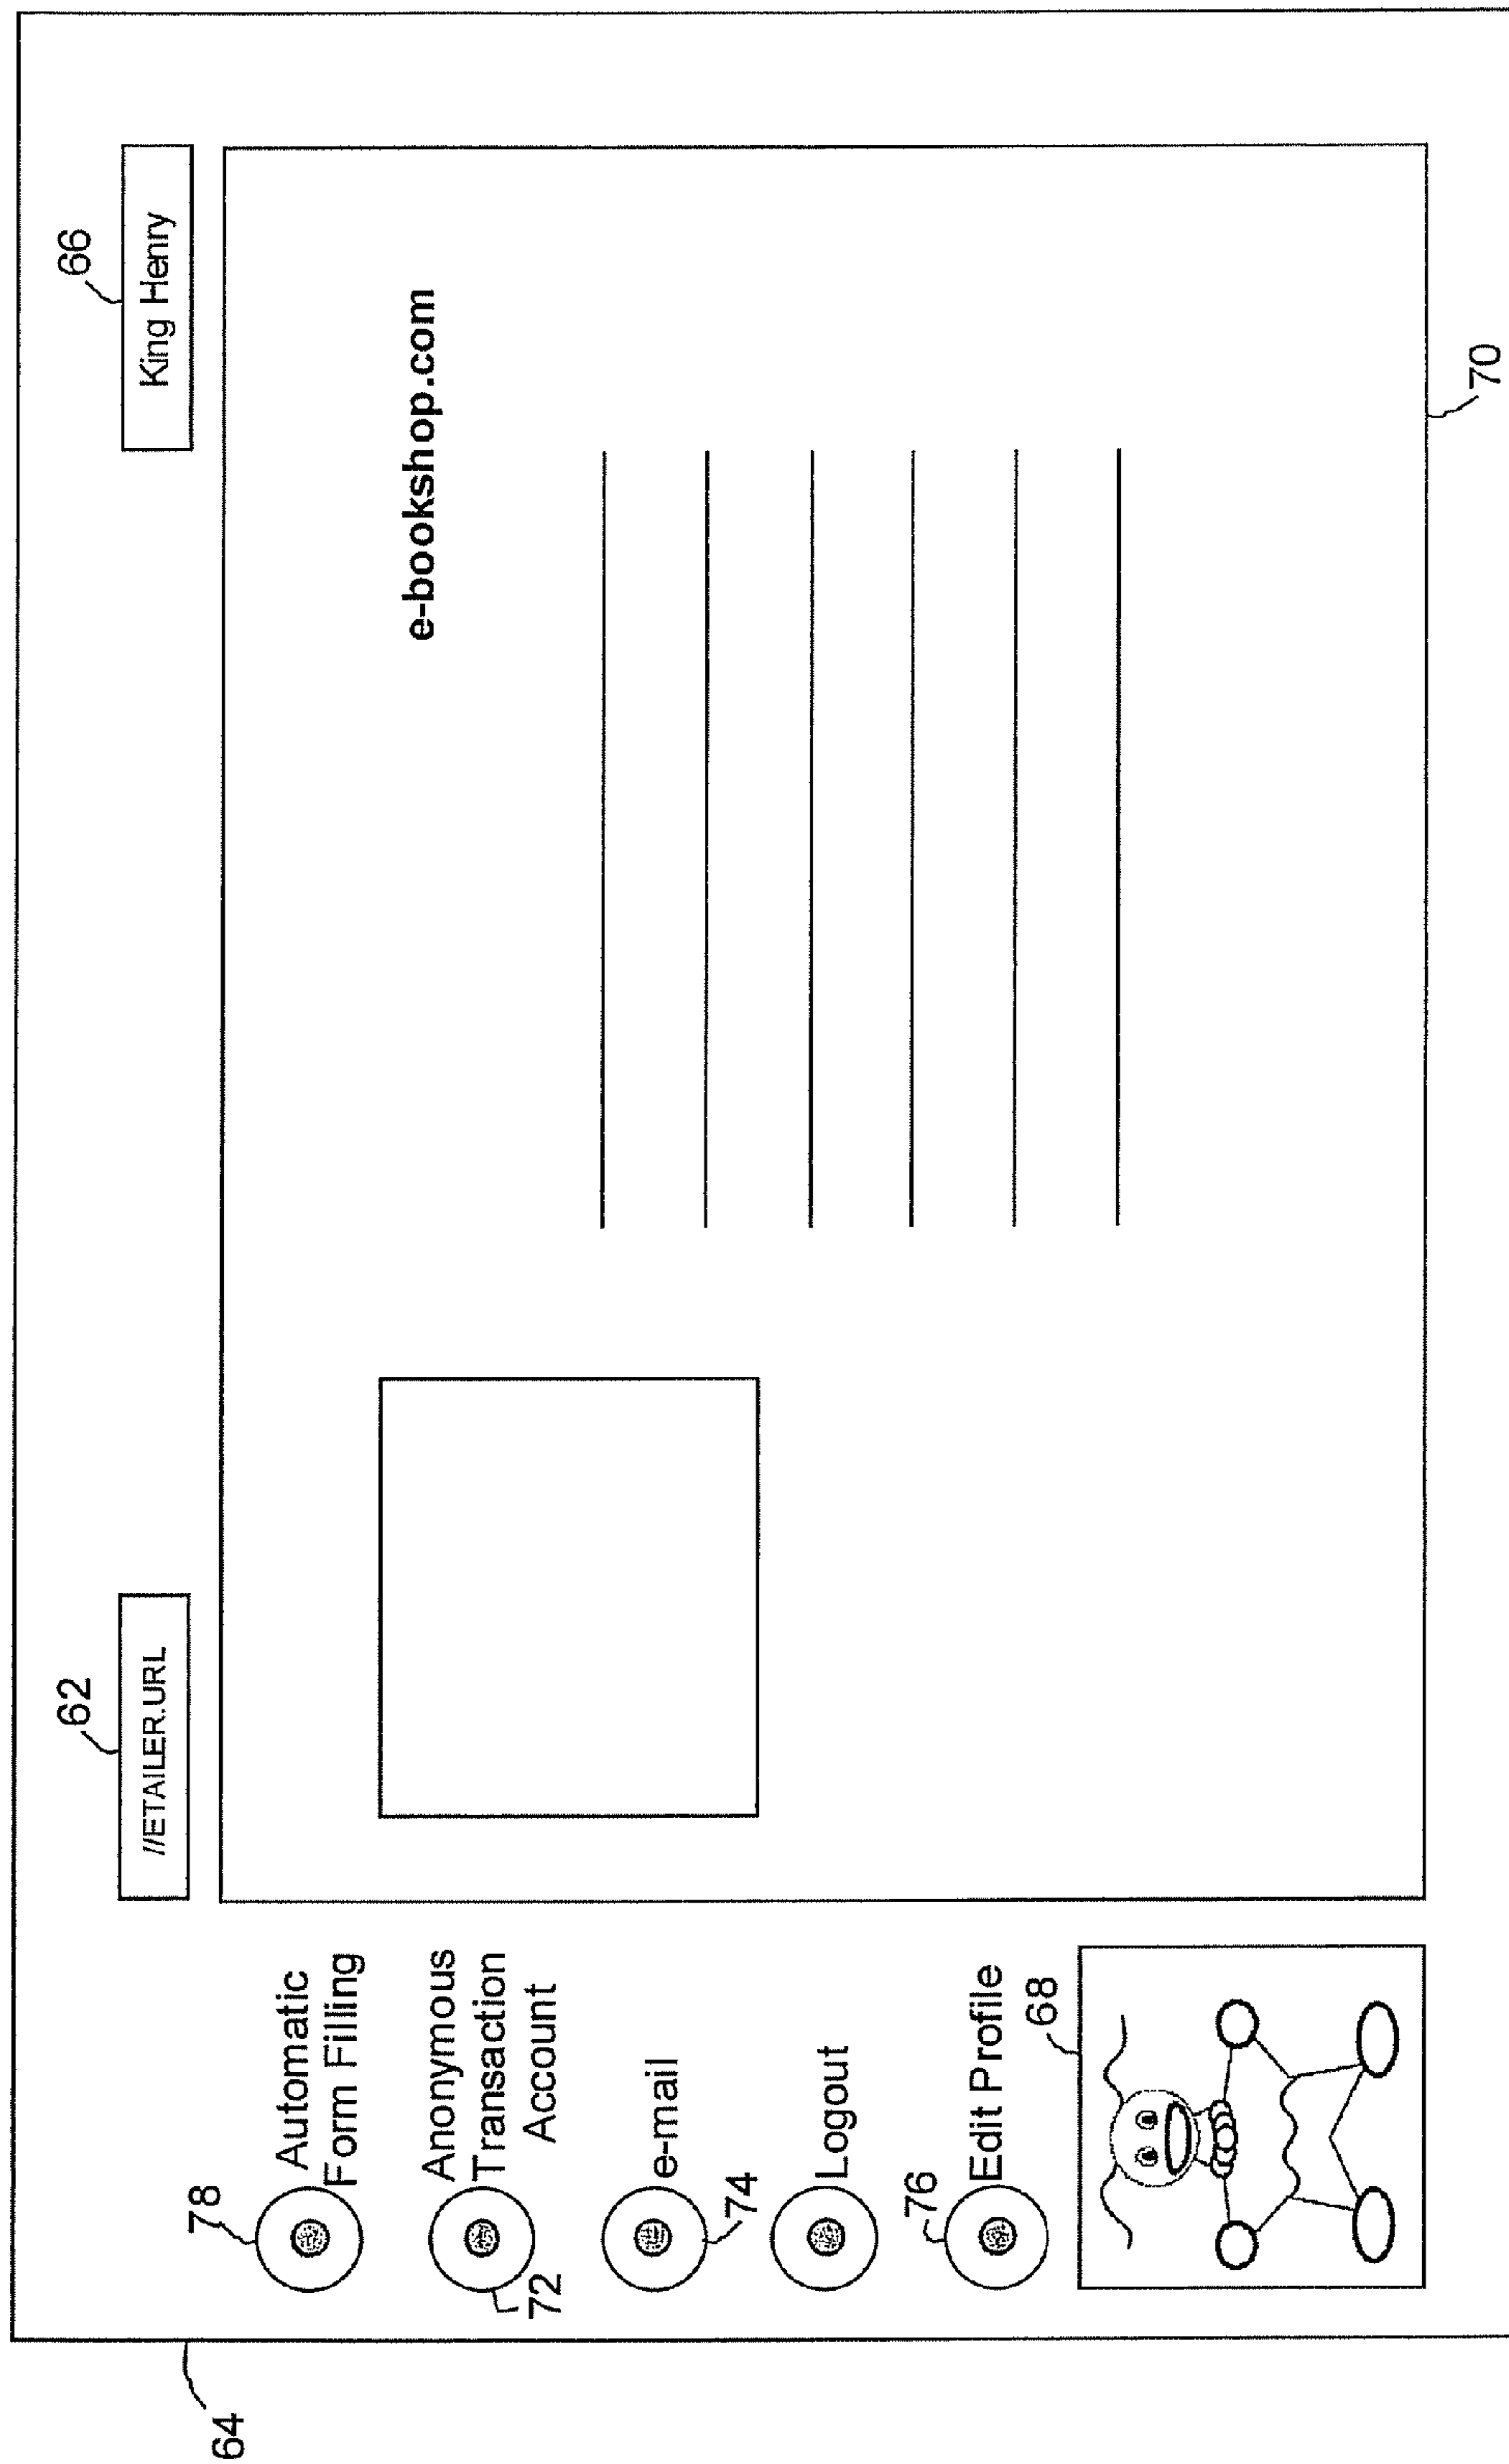 62
66
//ETAILER.URL
King Henry
64
78
Automatic
Form Filling
Anonymous
Transaction
Account
72
e-mail
74
Logout
76
Edit Profile
68
e-bookshop.com
70